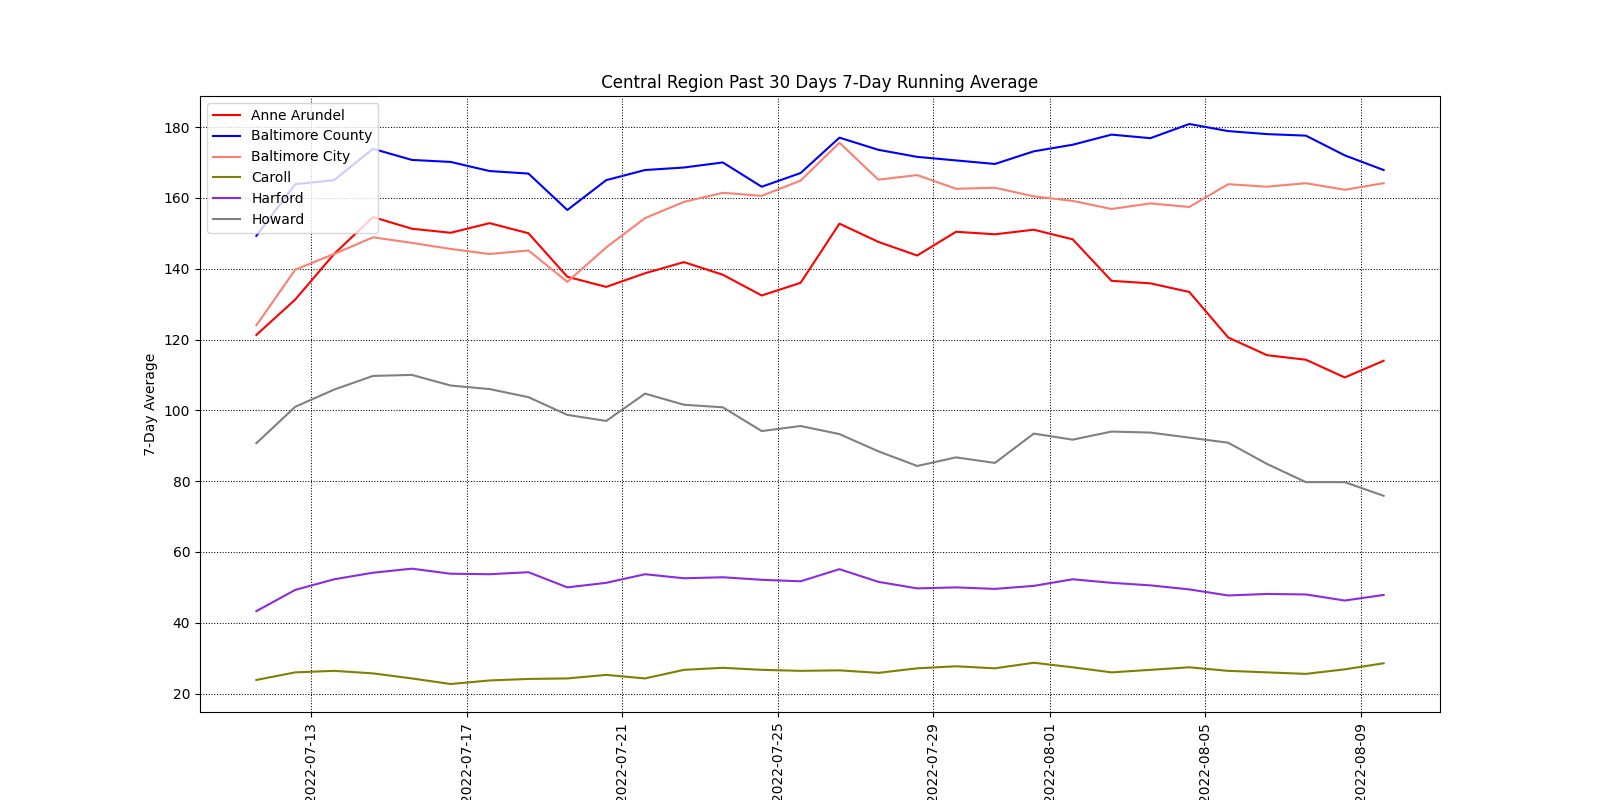 Central Region Past 30 Days 7-Day Running Average
Anne Arundel
Baltimore County
Baltimore City
Caroll
Harford
Howard
7-Day Average
180
160
140
120
100
80
60
40
20
2022-07-13
2022-07-17
2022-07-21
2022-07-25
2022-07-29
2022-08-01
2022-08-05
2022-08-09